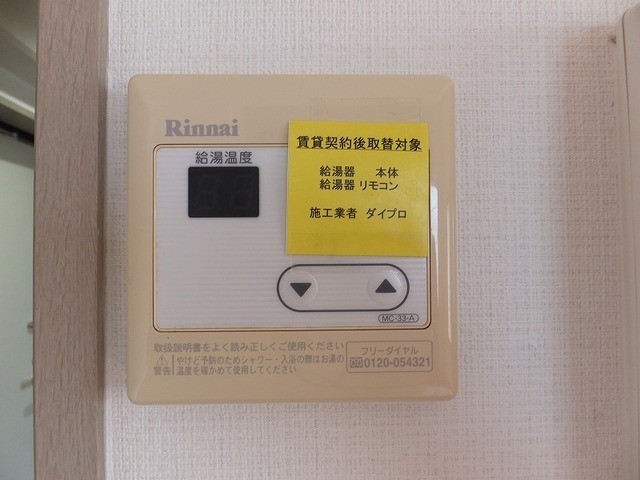 Rinnai
給湯温度
賃貸契約後取替対象
給湯器 本体
給湯器 リモコン
施工業者 ダイプロ
MC-33-A
取扱説明書をよく読み正しくご使用ください
警告 やけど予防のためシャワー・入浴の際はお湯の
温度を確かめて使用してください
フリーダイヤル
0120-054321